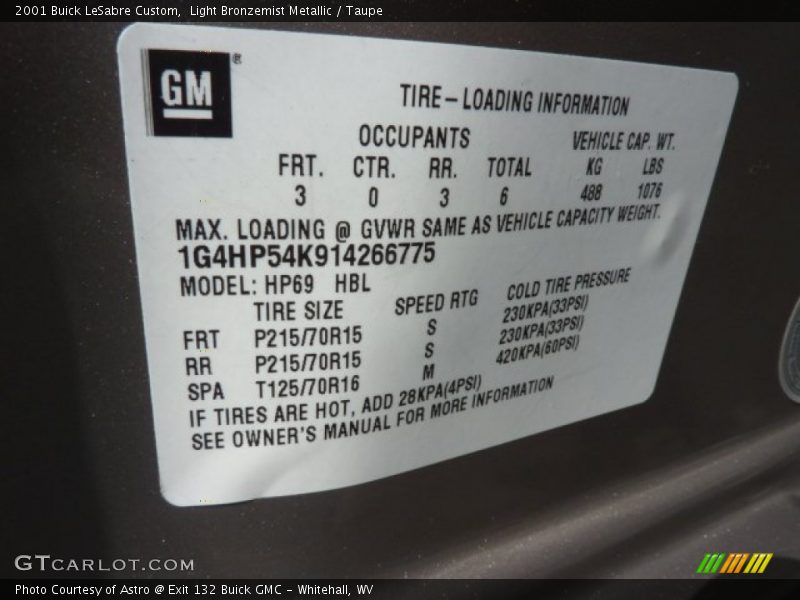 2001 Buick LeSabre Custom,  Light Bronzemist Metallic / Taupe
GM®
TIRE-LOADING INFORMATION
OCCUPANTS VEHICLE CAP. WT.
FRT. CTR. RR. TOTAL KG LBS
3 0 3 6 488 1076
MAX. LOADING @ GVWR SAME AS VEHICLE CAPACITY WEIGHT.
1G4HP54K914266775
MODEL: HP69 HBL
TIRE SIZE SPEED RTG COLD TIRE PRESSURE
FRT P215/70R15 S 230KPA(33PSI)
RR P215/70R15 S 230KPA(33PSI)
SPA T125/70R16 M 420KPA(60PSI)
IF TIRES ARE HOT, ADD 28KPA(4PSI)
SEE OWNER'S MANUAL FOR MORE INFORMATION
GTCARLOT.COM
Photo Courtesy of Astro @ Exit 132 Buick GMC - Whitehall, WV